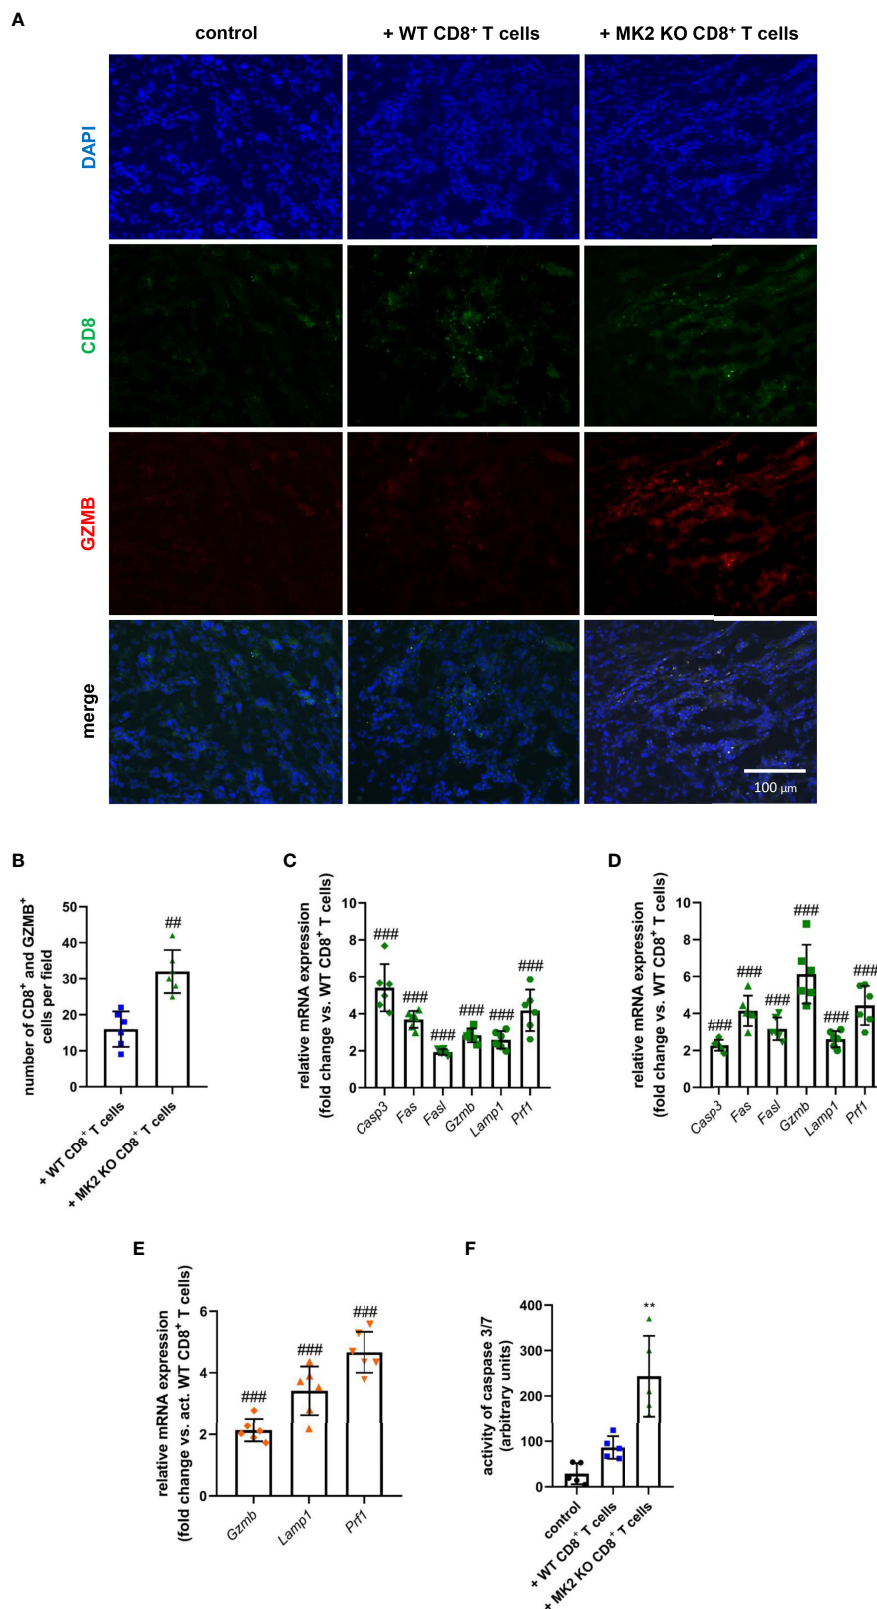 A
control
+ WT CD8+ T cells
+ MK2 KO CD8+ T cells
DAPI
CD8
GZMB
merge
100 µm
B
number of CD8+ and GZMB+
cells per field
50
40
30
20
10
0
##
+ WT CD8+ T cells
+ MK2 KO CD8+ T cells
C
relative mRNA expression
(fold change vs. WT CD8+ T cells)
10
8
6
4
2
0
###
###
###
###
###
###
Casp3
Fas
Fasl
Gzmb
Lamp1
Prf1
D
relative mRNA expression
(fold change vs. WT CD8+ T cells)
10
8
6
4
2
0
###
###
###
###
###
###
Casp3
Fas
Fasl
Gzmb
Lamp1
Prf1
E
relative mRNA expression
(fold change vs. act. WT CD8+ T cells)
6
4
2
0
###
###
###
Gzmb
Lamp1
Prf1
F
activity of caspase 3/7
(arbitrary units)
400
300
200
100
0
**
control
+ WT CD8+ T cells
+ MK2 KO CD8+ T cells